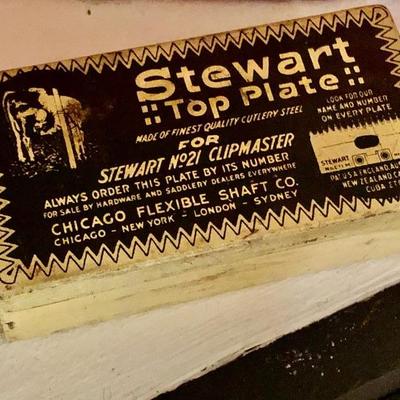 Stewart
:: Top Plate ::
MADE OF FINEST QUALITY CUTLERY STEEL
FOR
STEWART Nº21 CLIPMASTER
ALWAYS ORDER THIS PLATE BY ITS NUMBER
FOR SALE BY HARDWARE AND SADDLERY DEALERS EVERYWHERE
CHICAGO FLEXIBLE SHAFT CO.
CHICAGO - NEW YORK - LONDON - SYDNEY
LOOK FOR OUR
NAME AND NUMBER
ON EVERY PLATE
STEWART
PAT. U.S.A. ENGLAND, 
NEW ZEALAND
CUBA